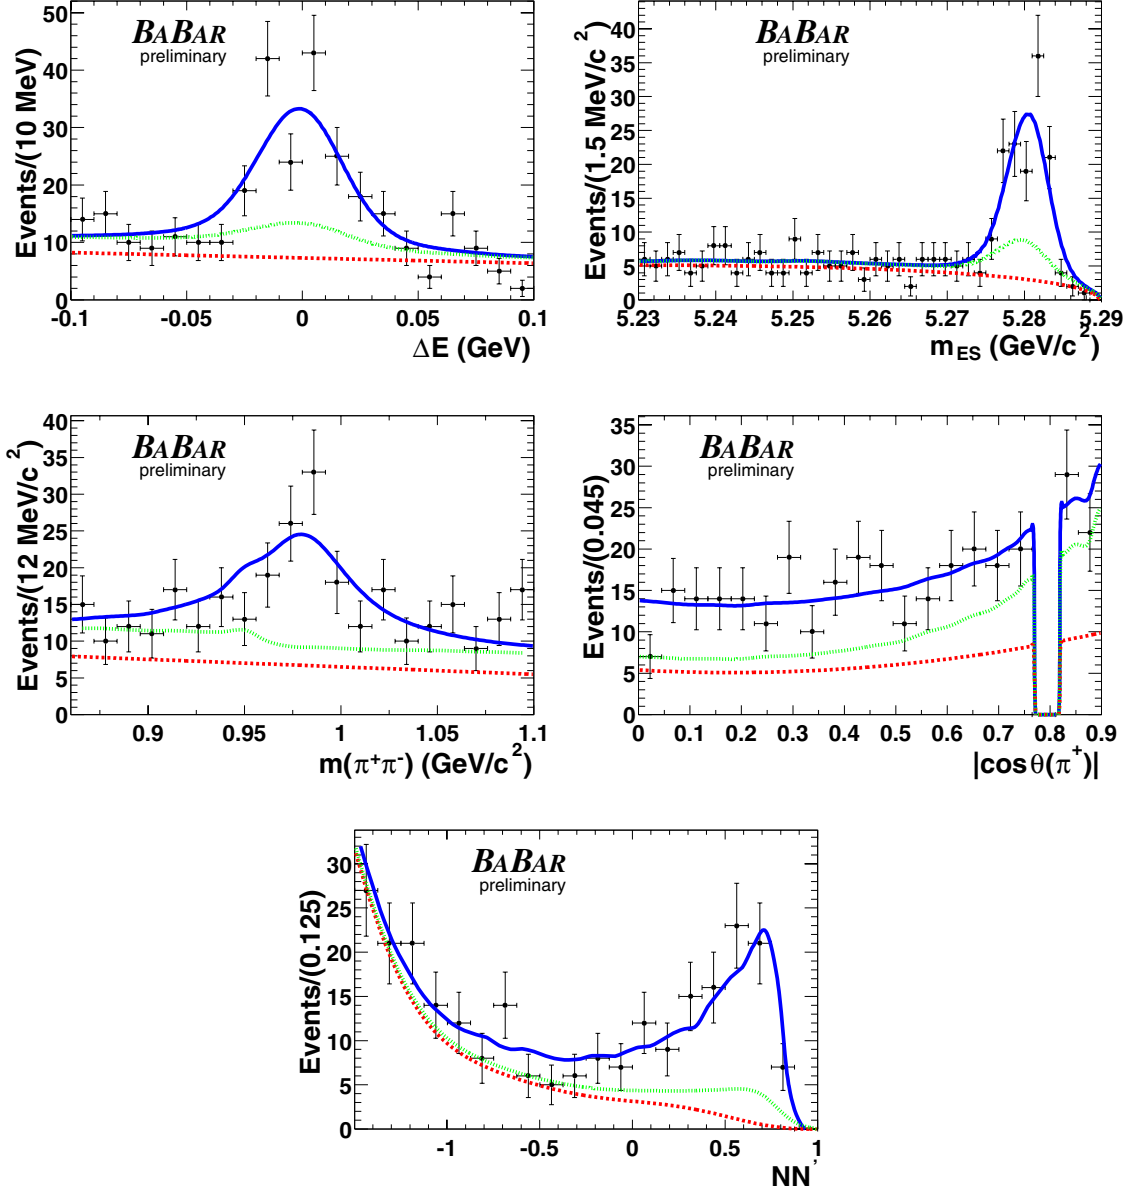 Events/(10 MeV)
50
40
30
20
10
0
BABAR
preliminary
-0.1 -0.05 0 0.05 0.1
ΔE (GeV)
Events/(1.5 MeV/c²)
40
35
30
25
20
15
10
5
0
BABAR
preliminary
5.23 5.24 5.25 5.26 5.27 5.28 5.29
m_ES (GeV/c²)
Events/(12 MeV/c²)
40
35
30
25
20
15
10
5
0
BABAR
preliminary
0.9 0.95 1 1.05 1.1
m(π⁺π⁻) (GeV/c²)
Events/(0.045)
35
30
25
20
15
10
5
0
BABAR
preliminary
0 0.1 0.2 0.3 0.4 0.5 0.6 0.7 0.8 0.9
|cosθ(π⁺)|
Events/(0.125)
30
25
20
15
10
5
0
BABAR
preliminary
-1 -0.5 0 0.5 1
NN'